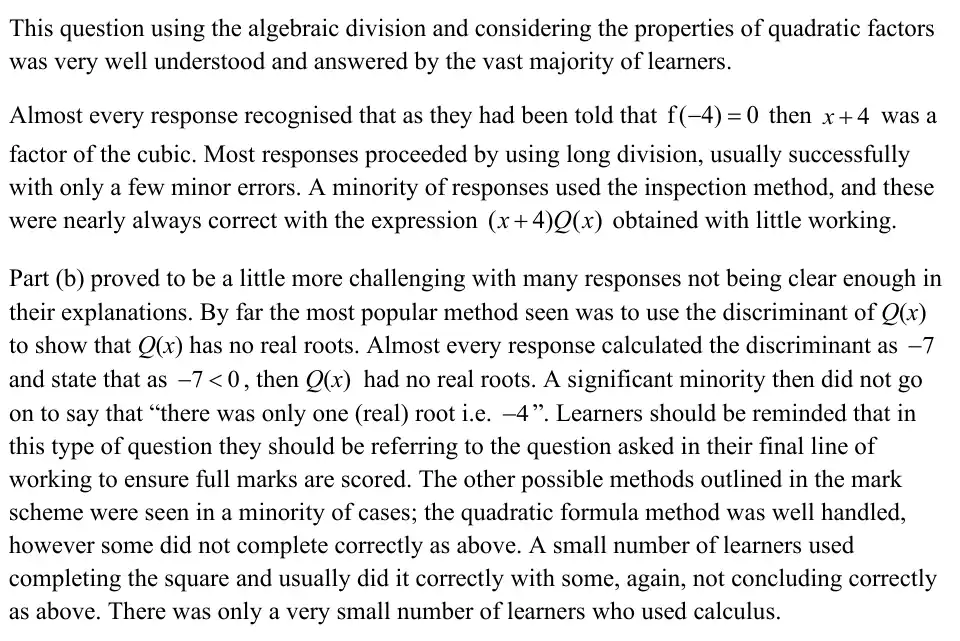 This question using the algebraic division and considering the properties of quadratic factors
was very well understood and answered by the vast majority of learners.
Almost every response recognised that as they had been told that f(−4) = 0 then x + 4 was a
factor of the cubic. Most responses proceeded by using long division, usually successfully
with only a few minor errors. A minority of responses used the inspection method, and these
were nearly always correct with the expression (x + 4)Q(x) obtained with little working.
Part (b) proved to be a little more challenging with many responses not being clear enough in
their explanations. By far the most popular method seen was to use the discriminant of Q(x)
to show that Q(x) has no real roots. Almost every response calculated the discriminant as −7
and state that as −7 < 0, then Q(x) had no real roots. A significant minority then did not go
on to say that “there was only one (real) root i.e. −4”. Learners should be reminded that in
this type of question they should be referring to the question asked in their final line of
working to ensure full marks are scored. The other possible methods outlined in the mark
scheme were seen in a minority of cases; the quadratic formula method was well handled,
however some did not complete correctly as above. A small number of learners used
completing the square and usually did it correctly with some, again, not concluding correctly
as above. There was only a very small number of learners who used calculus.